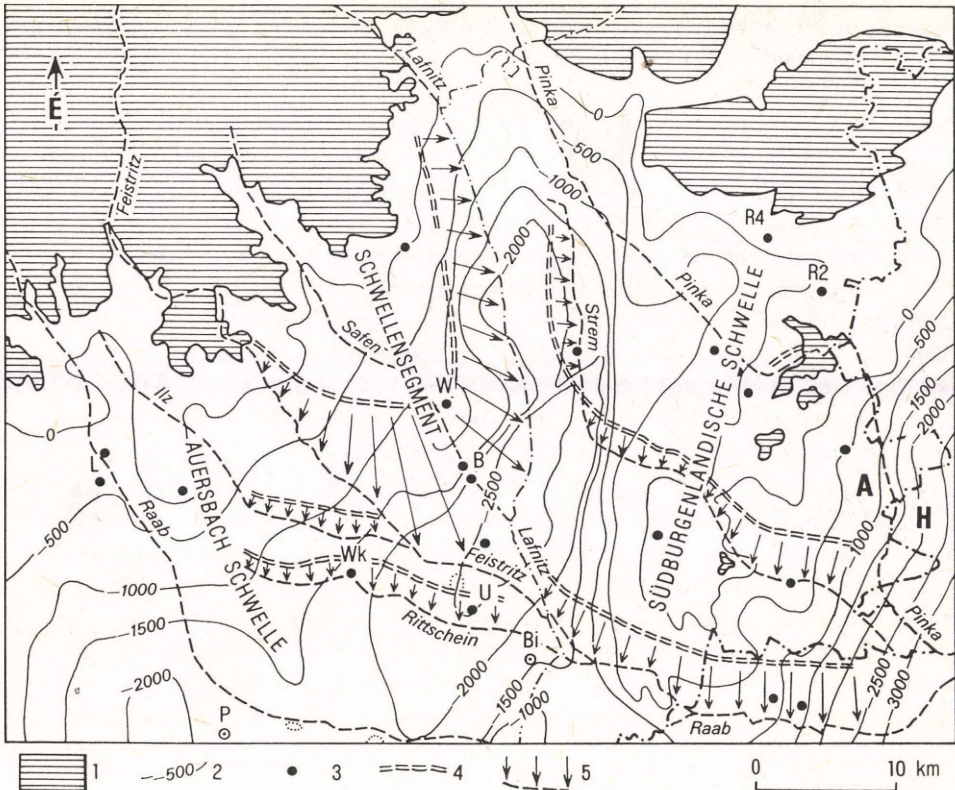 É
Feistritz
Lafnitz
Pinka
0
-500
-1000
2000
R4
R2
SCHWELLENSEGMENT
Safen
Strem
Pinka
SÜDBURGENLÄNDISCHE SCHWELLE
0
500
1000
1500
2000
W
B
Ilz
0
L
Raab
AUERSBACH SCHWELLE
A
H
-500
2500
Lafnitz
1000
Wk
Feistritz
U
Rittschein
Bi
-1000
-1500
-2000
2000
1500
1000
Pinka
2500
3000
P
Raab
1
--500 2
3
4
5
0 10 km